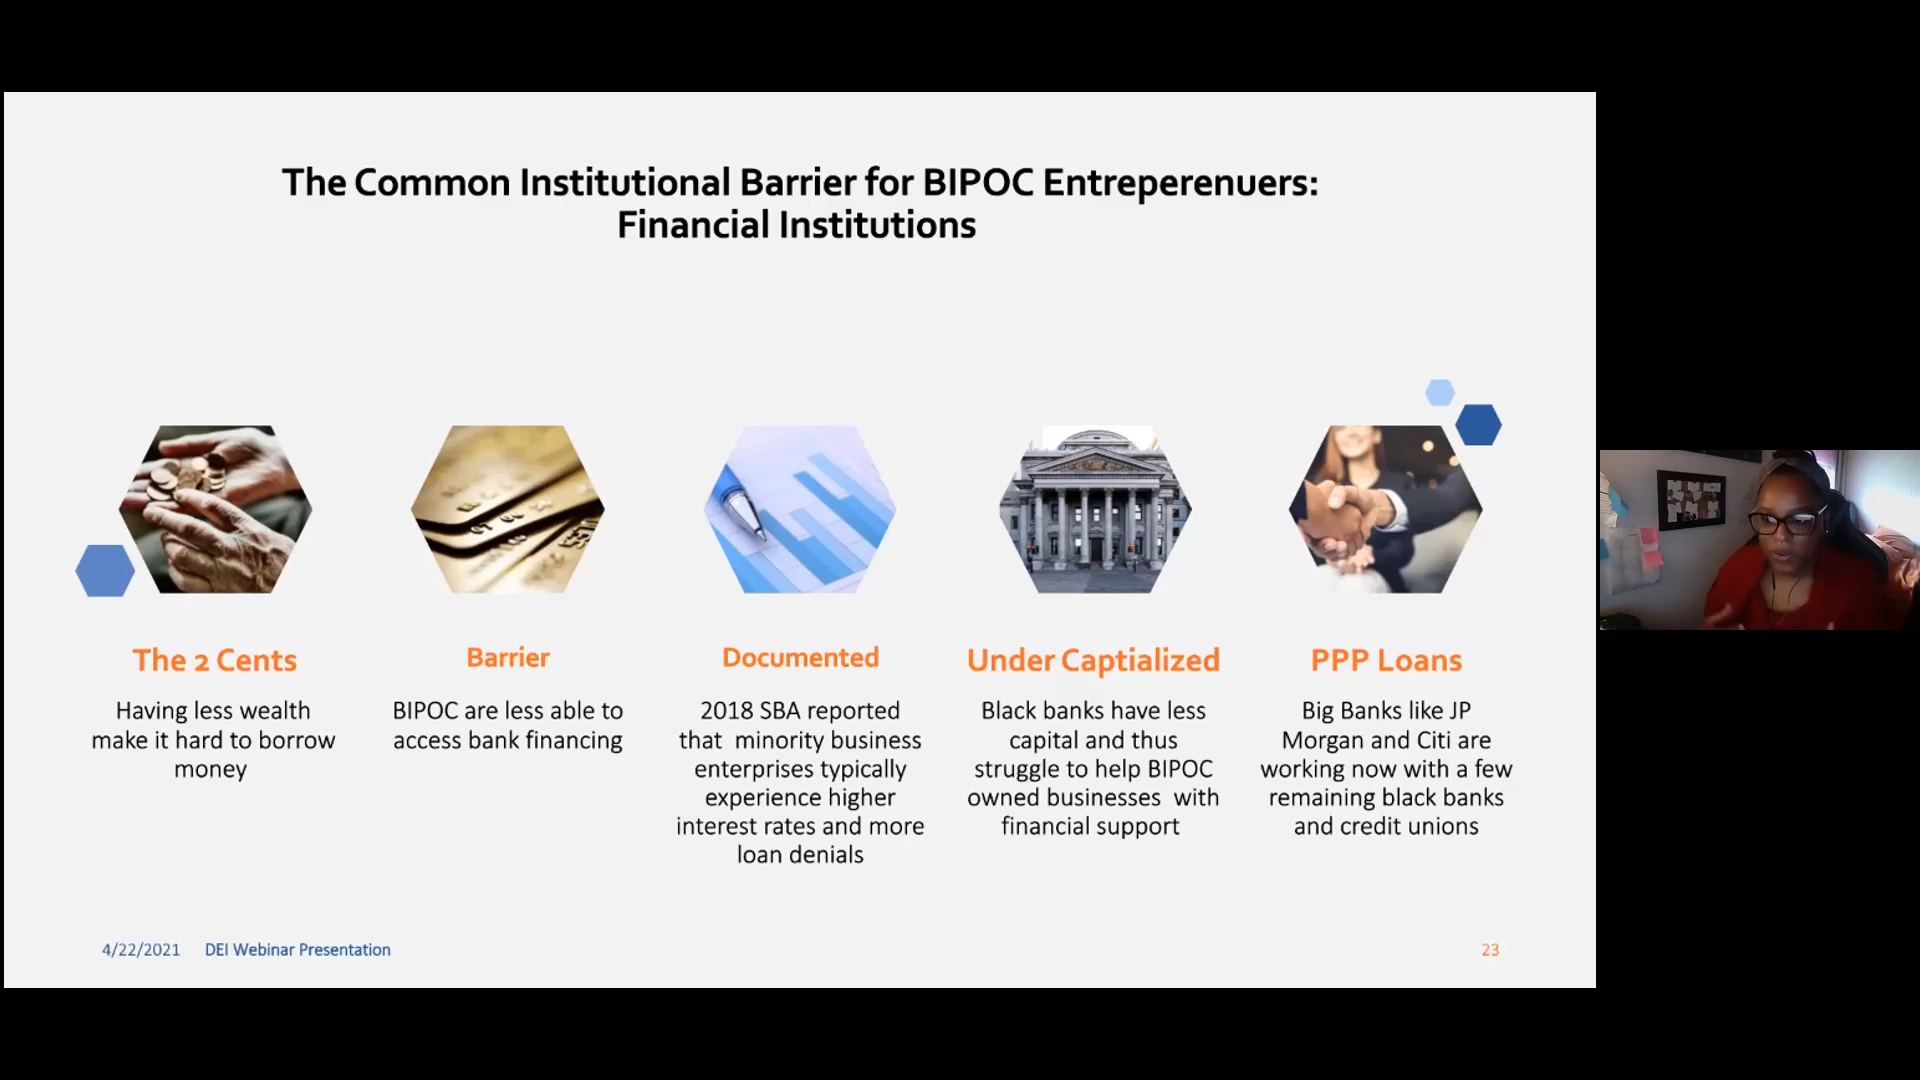 The Common Institutional Barrier for BIPOC Entreperenuers:
Financial Institutions
The 2 Cents
Having less wealth
make it hard to borrow
money
Barrier
BIPOC are less able to
access bank financing
Documented
2018 SBA reported
that minority business
enterprises typically
experience higher
interest rates and more
loan denials
Under Captialized
Black banks have less
capital and thus
struggle to help BIPOC
owned businesses with
financial support
PPP Loans
Big Banks like JP
Morgan and Citi are
working now with a few
remaining black banks
and credit unions
4/22/2021 DEI Webinar Presentation
23